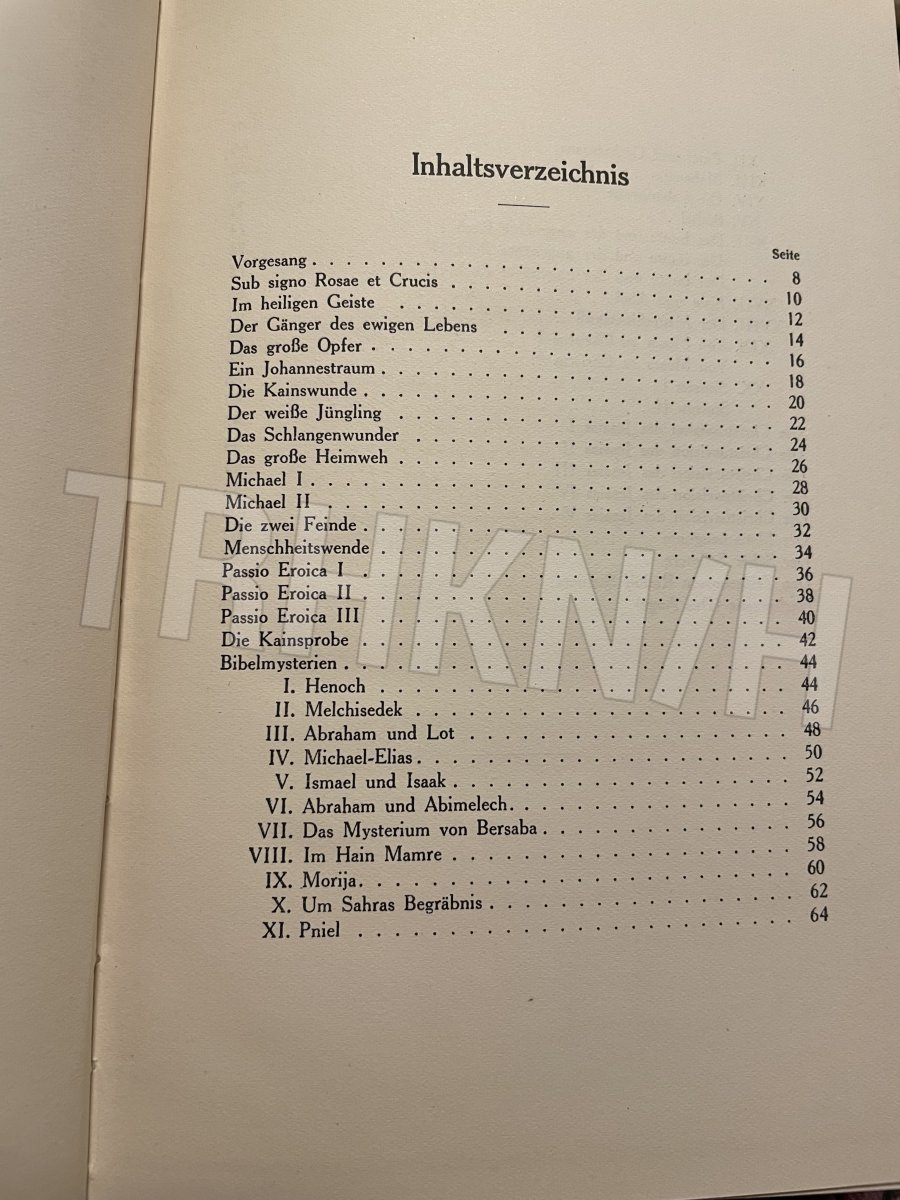 Inhaltsverzeichnis
Seite
Vorgesang . . . . . . . . . . 8
Sub signo Rosae et Crucis . . . . . . . . . . 10
Im heiligen Geiste . . . . . . . . . . 12
Der Gänger des ewigen Lebens . . . . . . . . . . 14
Das große Opfer . . . . . . . . . . 16
Ein Johannestraum . . . . . . . . . . 18
Die Kainswunde . . . . . . . . . . 20
Der weiße Jüngling . . . . . . . . . . 22
Das Schlangenwunder . . . . . . . . . . 24
Das große Heimweh . . . . . . . . . . 26
Michael I . . . . . . . . . . 28
Michael II . . . . . . . . . . 30
Die zwei Feinde . . . . . . . . . . 32
Menschheitswende . . . . . . . . . . 34
Passio Eroica I . . . . . . . . . . 36
Passio Eroica II . . . . . . . . . . 38
Passio Eroica III . . . . . . . . . . 40
Die Kainsprobe . . . . . . . . . . 42
Bibelmysterien . . . . . . . . . . 44
I. Henoch . . . . . . . . . . 44
II. Melchisedek . . . . . . . . . . 46
III. Abraham und Lot . . . . . . . . . . 48
IV. Michael-Elias . . . . . . . . . . 50
V. Ismael und Isaak . . . . . . . . . . 52
VI. Abraham und Abimelech . . . . . . . . . . 54
VII. Das Mysterium von Bersaba . . . . . . . . . . 56
VIII. Im Hain Mamre . . . . . . . . . . 58
IX. Morija . . . . . . . . . . 60
X. Um Sahras Begräbnis . . . . . . . . . . 62
XI. Pniel . . . . . . . . . . 64